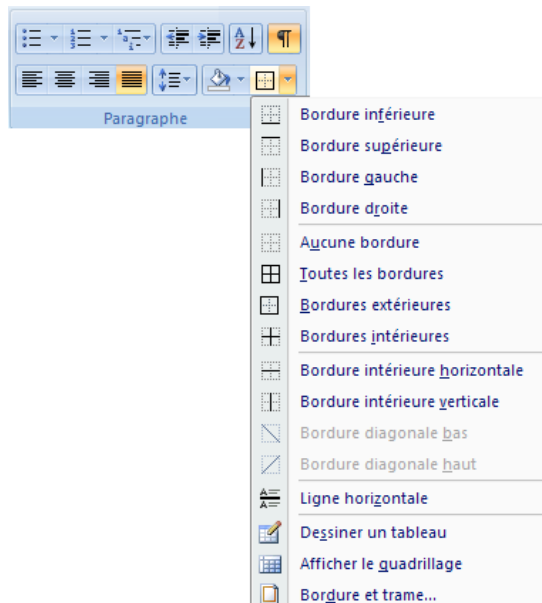 Paragraphe
Bordure inférieure
Bordure supérieure
Bordure gauche
Bordure droite
Aucune bordure
Toutes les bordures
Bordures extérieures
Bordures intérieures
Bordure intérieure horizontale
Bordure intérieure verticale
Bordure diagonale bas
Bordure diagonale haut
Ligne horizontale
Dessiner un tableau
Afficher le quadrillage
Bordure et trame...